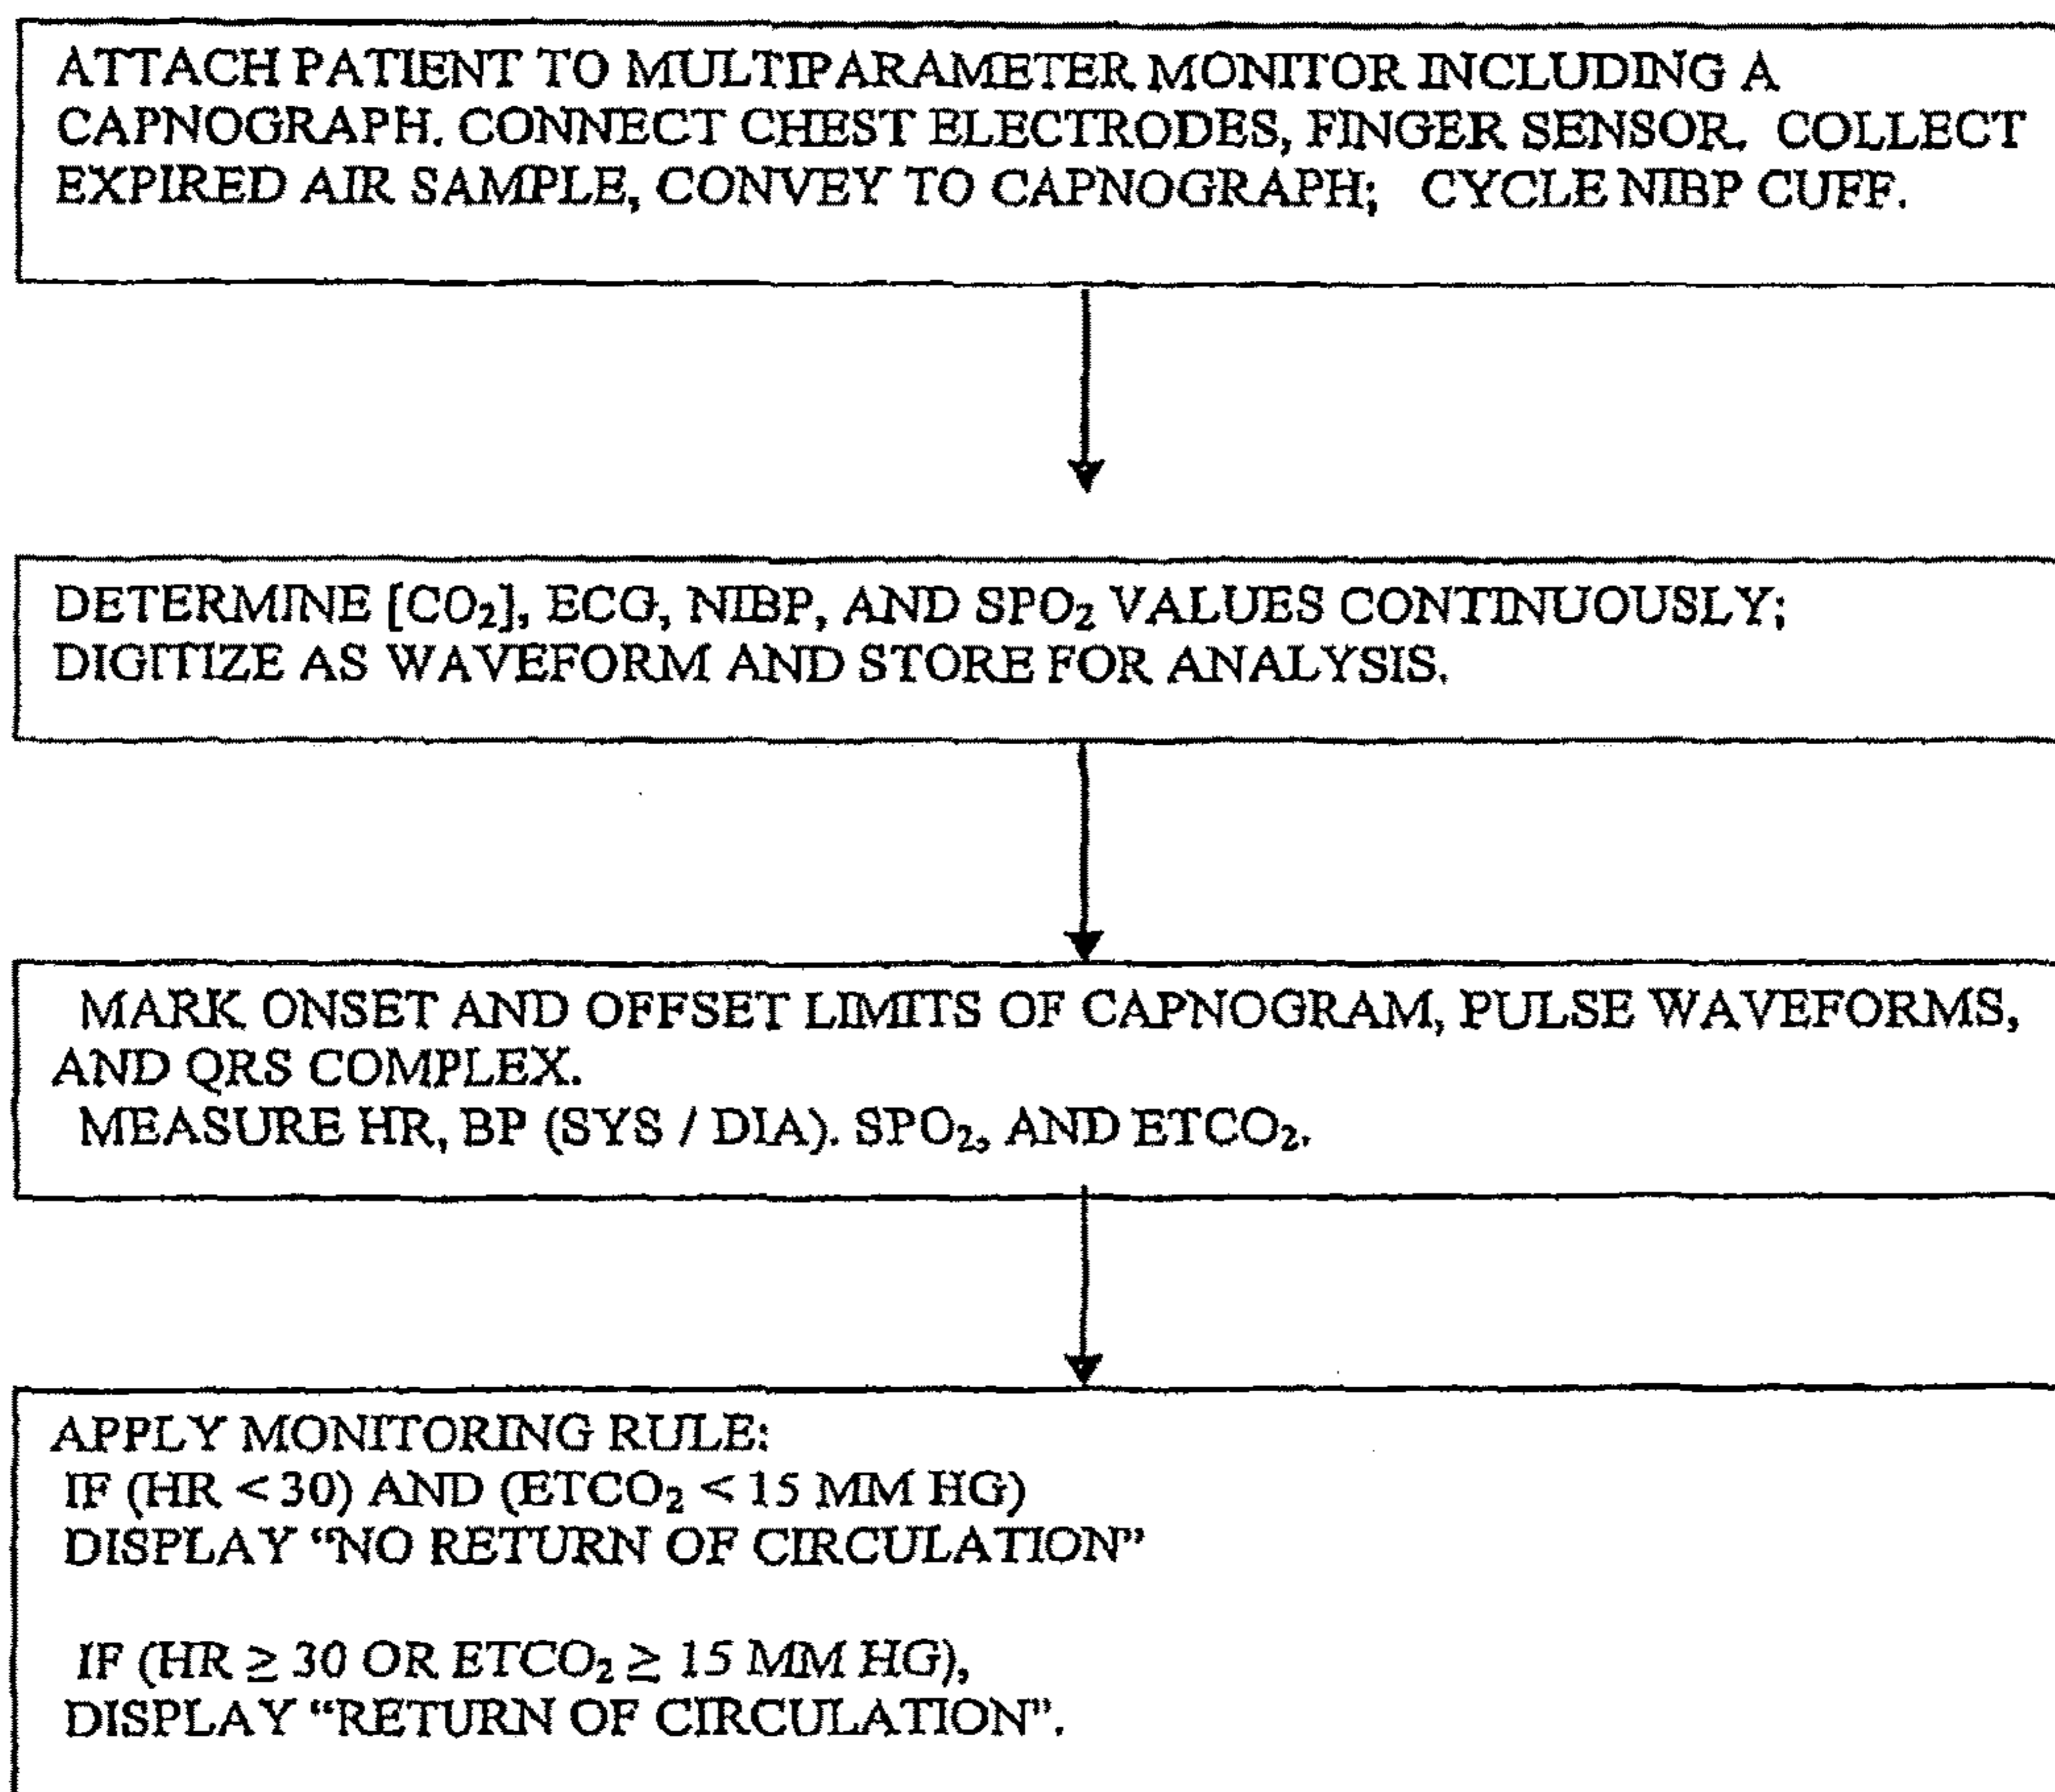 ATTACH PATIENT TO MULTIPARAMETER MONITOR INCLUDING A
CAPNOGRAPH. CONNECT CHEST ELECTRODES, FINGER SENSOR. COLLECT
EXPIRED AIR SAMPLE, CONVEY TO CAPNOGRAPH; CYCLE NIBP CUFF.
DETERMINE [CO₂], ECG, NIBP, AND SPO₂ VALUES CONTINUOUSLY;
DIGITIZE AS WAVEFORM AND STORE FOR ANALYSIS.
MARK ONSET AND OFFSET LIMITS OF CAPNOGRAM, PULSE WAVEFORMS,
AND QRS COMPLEX.
MEASURE HR, BP (SYS / DIA). SPO₂, AND ETCO₂.
APPLY MONITORING RULE:
IF (HR < 30) AND (ETCO₂ < 15 MM HG)
DISPLAY “NO RETURN OF CIRCULATION”
IF (HR ≥ 30 OR ETCO₂ ≥ 15 MM HG),
DISPLAY “RETURN OF CIRCULATION”.